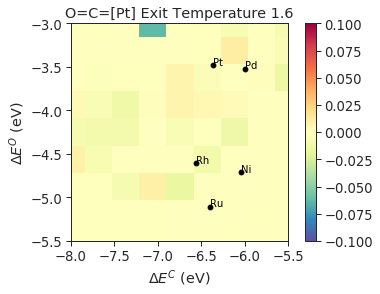 O=C=[Pt] Exit Temperature 1.6
−3.0
−3.5
−4.0
−4.5
−5.0
−5.5
ΔE^O (eV)
Pt
Pd
Rh
Ni
Ru
−8.0 −7.5 −7.0 −6.5 −6.0 −5.5
ΔE^C (eV)
0.100
0.075
0.050
0.025
0.000
−0.025
−0.050
−0.075
−0.100